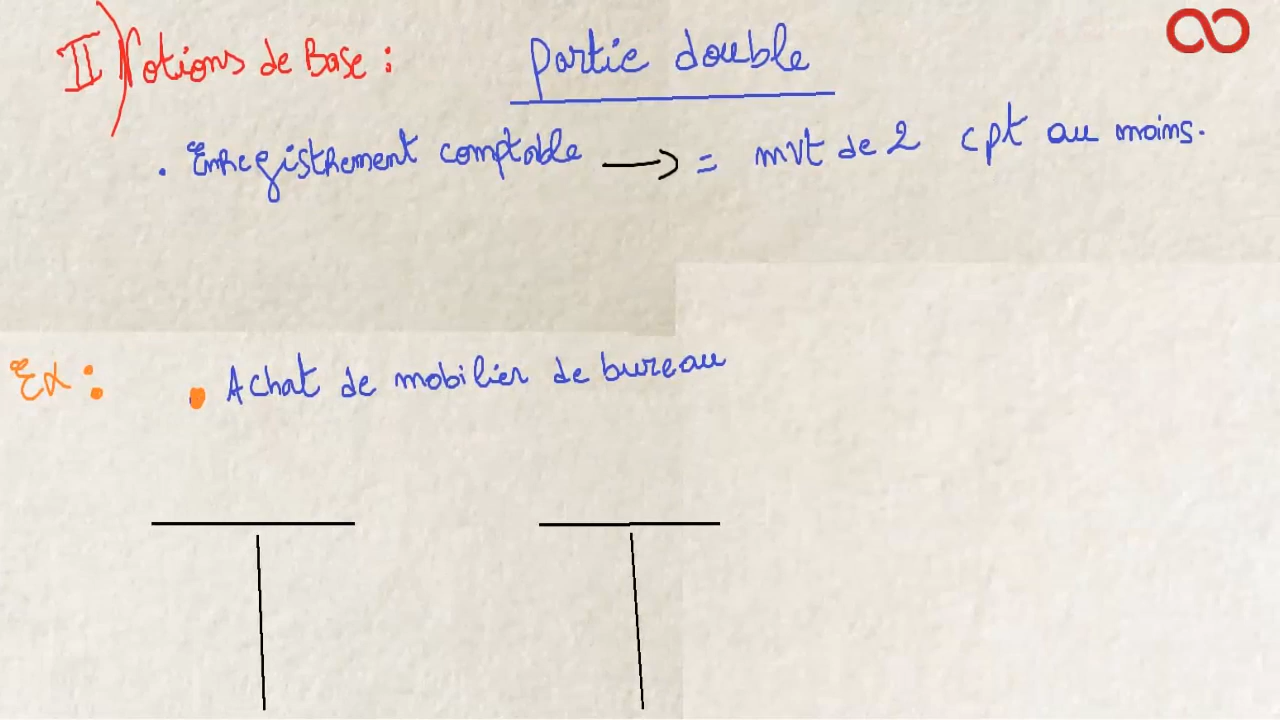 II) Notions de Base : Partie double
. Enregistrement comptable → = mvt de 2 cpt au moins.
Ex : • Achat de mobilier de bureau